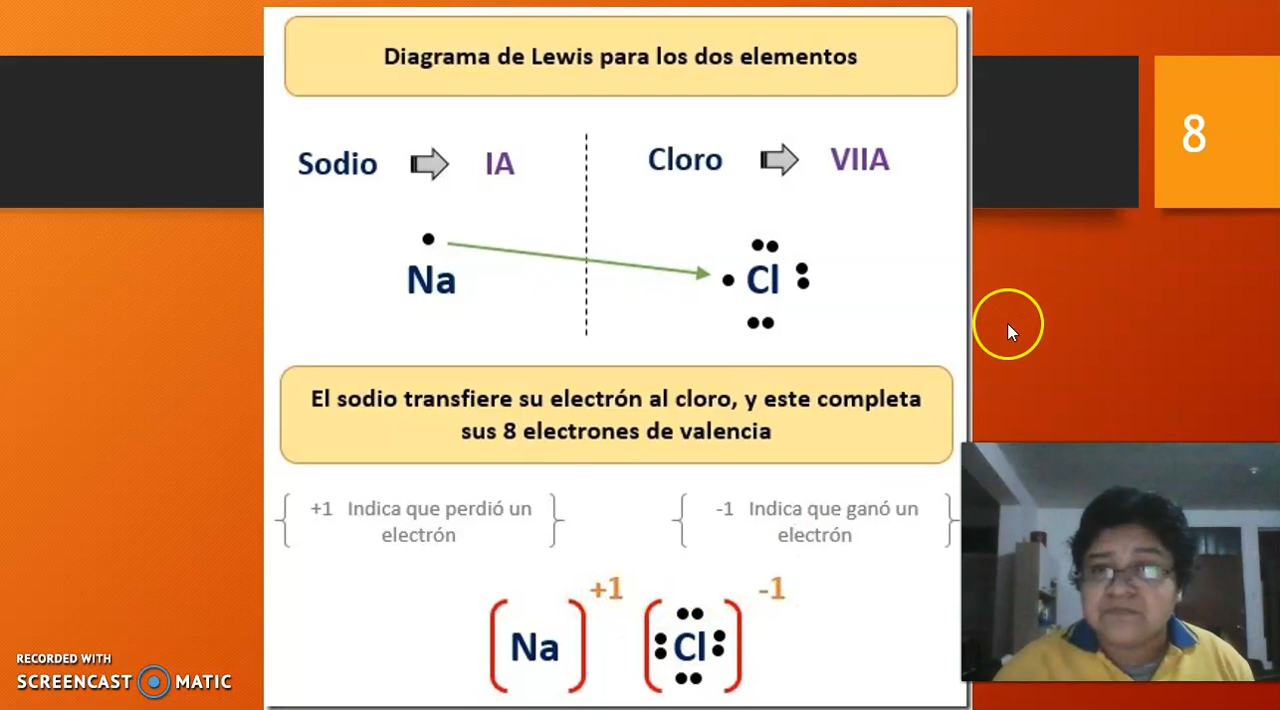 Diagrama de Lewis para los dos elementos
8
Sodio IA
Cloro VIIA
Na
Cl
El sodio transfiere su electrón al cloro, y este completa
sus 8 electrones de valencia
+1 Indica que perdió un
electrón
-1 Indica que ganó un
electrón
Na +1
Cl -1
RECORDED WITH
SCREENCAST MATIC